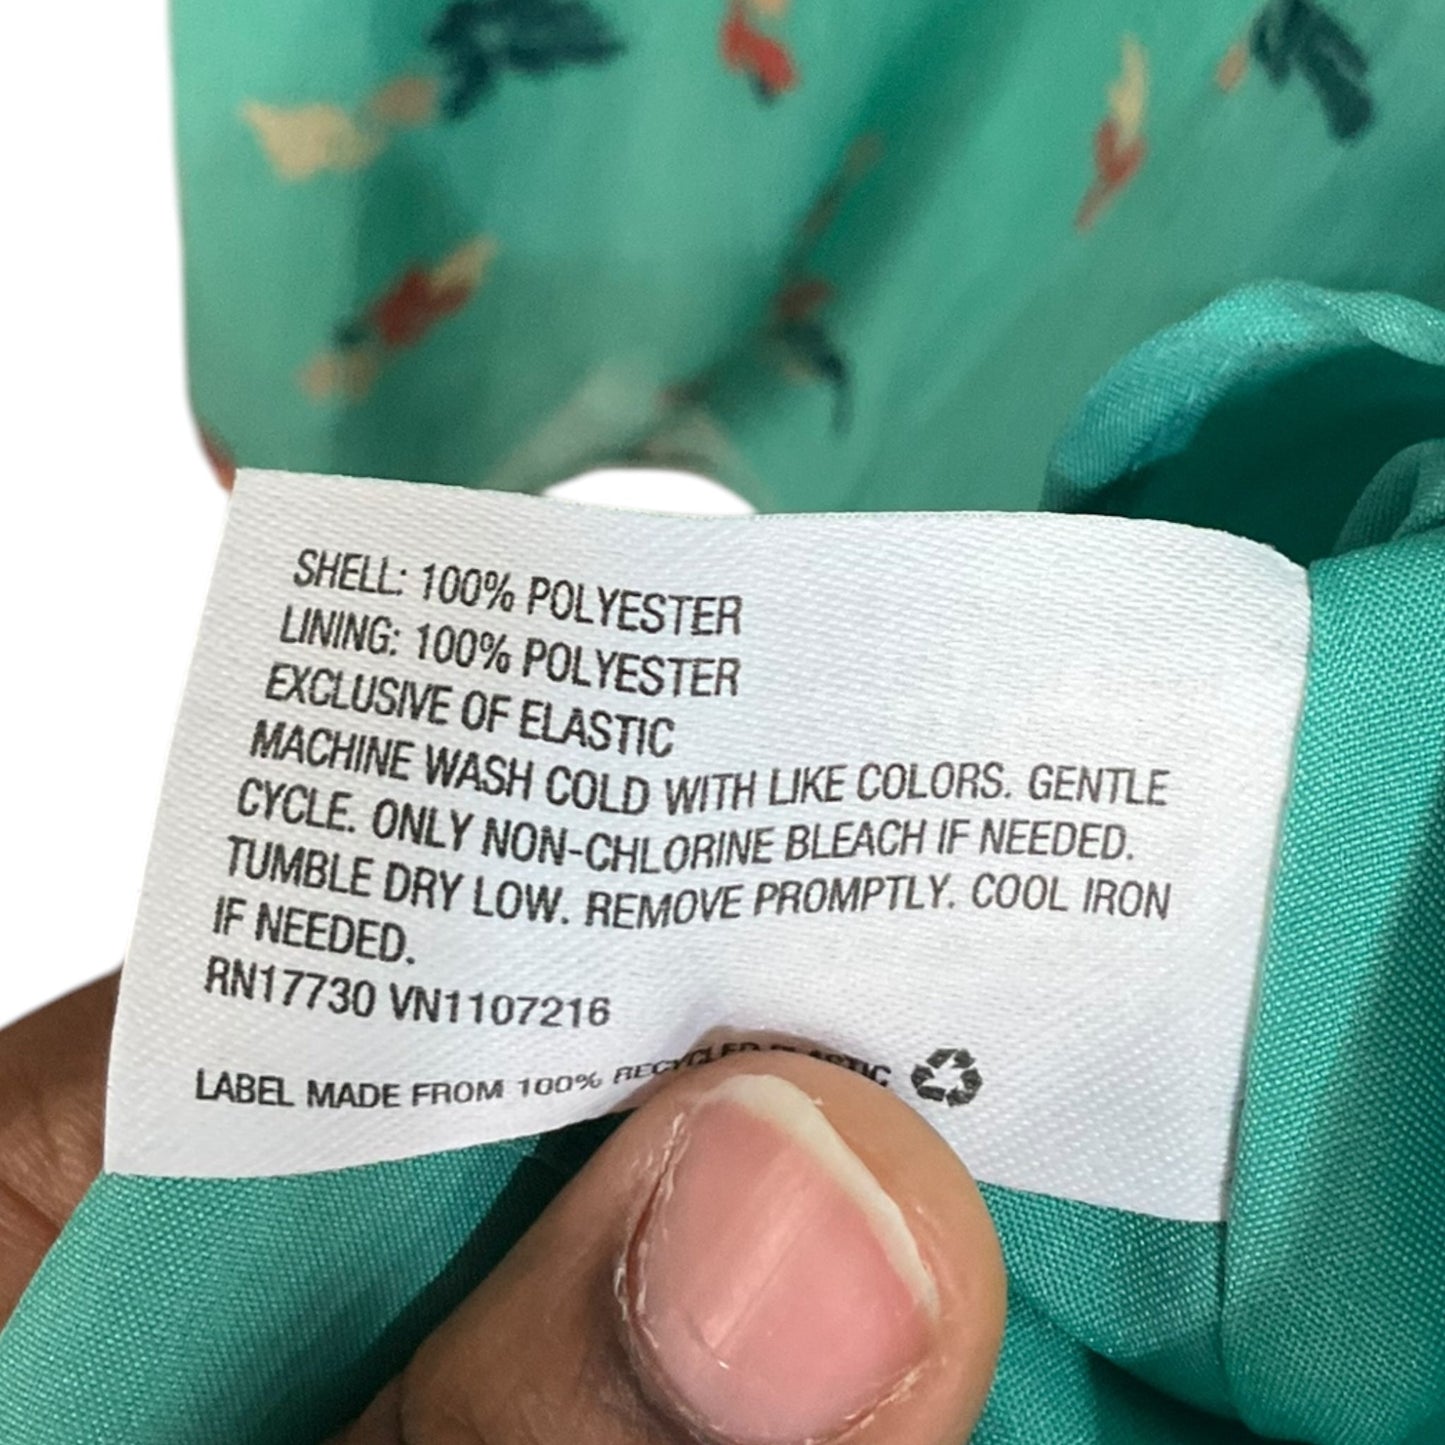 SHELL: 100% POLYESTER
LINING: 100% POLYESTER
EXCLUSIVE OF ELASTIC
MACHINE WASH COLD WITH LIKE COLORS. GENTLE
CYCLE. ONLY NON-CHLORINE BLEACH IF NEEDED.
TUMBLE DRY LOW. REMOVE PROMPTLY. COOL IRON
IF NEEDED.
RN17730 VN1107216
LABEL MADE FROM 100% RECYCLED PLASTIC